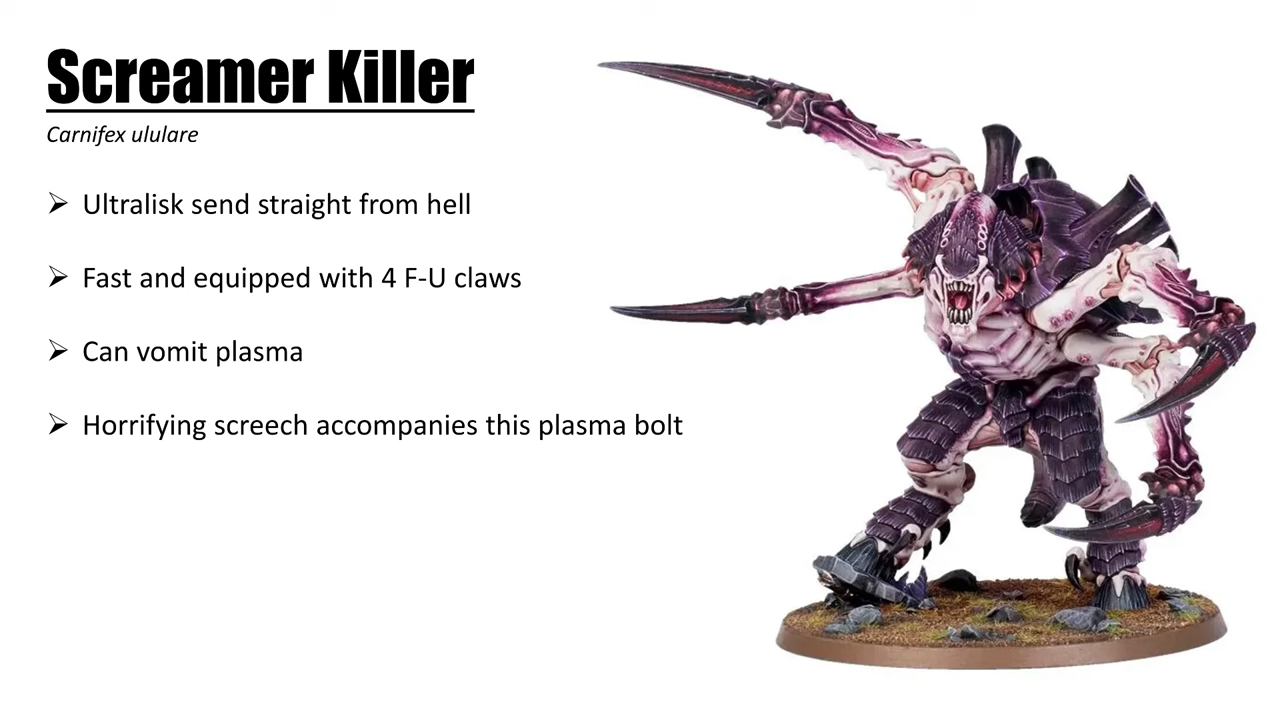 Screamer Killer
Carnifex ululare
Ultralisk send straight from hell
Fast and equipped with 4 F-U claws
Can vomit plasma
Horrifying screech accompanies this plasma bolt